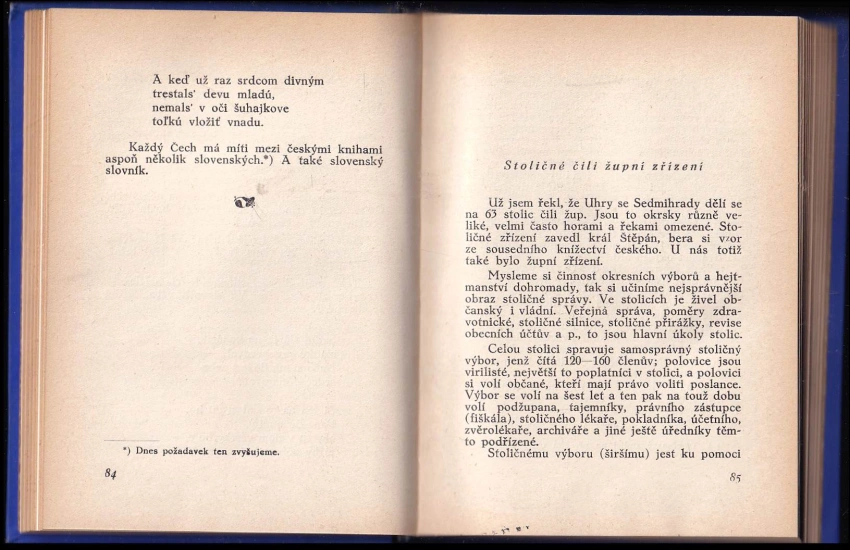 A keď už raz srdcom divným
trestals' devu mladú,
nemals' v oči šuhajkove
toľkú vložiť vnadu.
Každý Čech má míti mezi českými knihami
aspoň několik slovenských.*) A také slovenský
slovník.
*) Dnes požadavek ten zvyšujeme.
84
Stoličné čili župní zřízení
Už jsem řekl, že Uhry se Sedmihrady dělí se
na 63 stolic čili žup. Jsou to okrsky různě ve-
liké, velmi často horami a řekami omezené. Sto-
ličné zřízení zavedl král Štěpán, bera si vzor
ze sousedního knížectví českého. U nás totiž
také bylo župní zřízení.
Mysleme si činnost okresních výborů a hejt-
manství dohromady, tak si učiníme nejsprávnější
obraz stoličné správy. Ve stolicích je živel ob-
čanský i vládní. Veřejná správa, poměry zdra-
votnické, stoličné silnice, stoličné přirážky, revise
obecních účtův a p., to jsou hlavní úkoly stolic.
Celou stolici spravuje samosprávný stoličný
výbor, jenž čítá 120—160 členův; polovice jsou
virilisté, největší to poplatníci v stolici, a polovici
si volí občané, kteří mají právo voliti poslance.
Výbor se volí na šest let a ten pak na touž dobu
volí podžupana, tajemníky, právního zástupce
(fiškála), stoličného lékaře, pokladníka, účetního,
zvěrolékaře, archiváře a jiné ještě úředníky těm-
to podřízené.
Stoličnému výboru (širšímu) jest ku pomoci
85